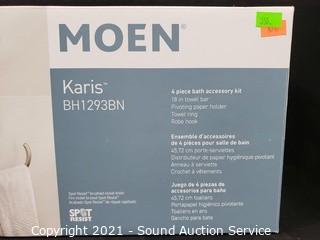 MOEN®
Karis™
BH1293BN
4 piece bath accessory kit
18 in towel bar
Pivoting paper holder
Towel ring
Robe hook
Ensemble d'accessoires
de 4 pièces pour salle de bain
45,72 cm porte-serviettes
Distributeur de papier hygiénique pivotant
Anneau à serviette
Crochet à vêtements
Juego de 4 piezas de
accesorios para baño
45,72 cm toallero
Portapapel higiénico pivotante
Toallero en aro
Gancho para bata
SPOT
RESIST
Copyright 2021 - Sound Auction Service